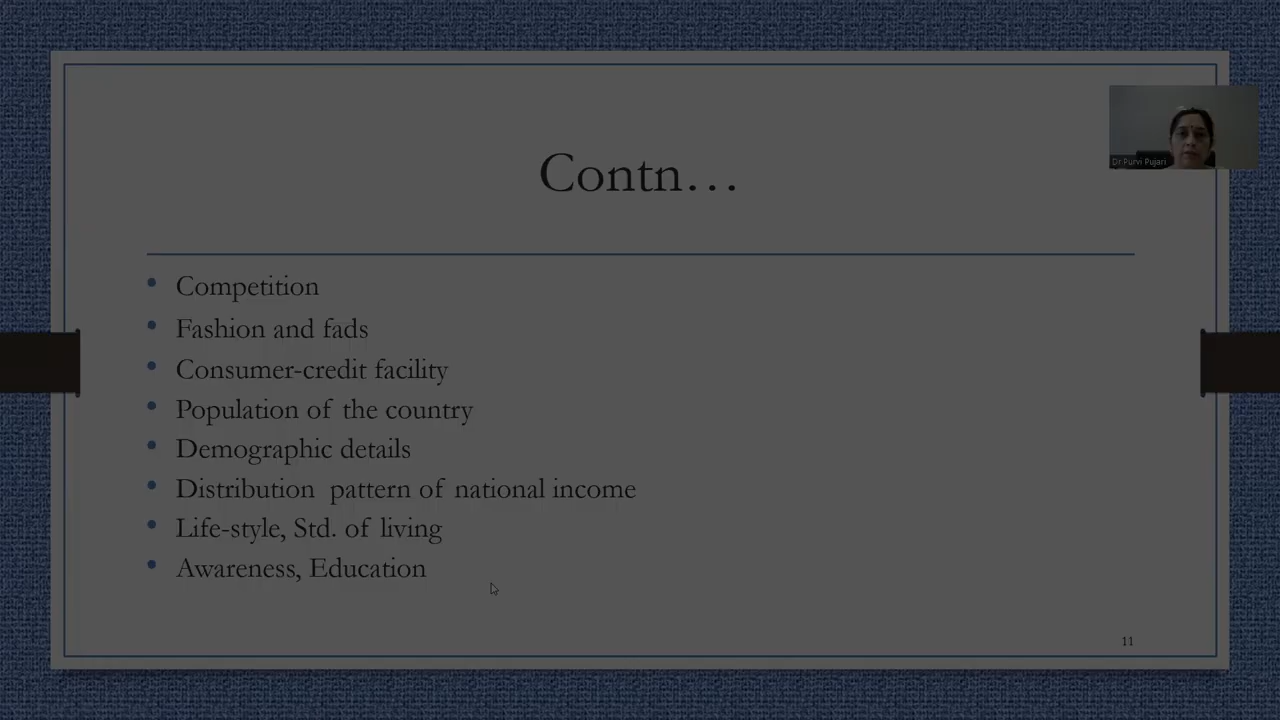 Contn…
Dr Purvi Pujari
Competition
Fashion and fads
Consumer-credit facility
Population of the country
Demographic details
Distribution pattern of national income
Life-style, Std. of living
Awareness, Education
11